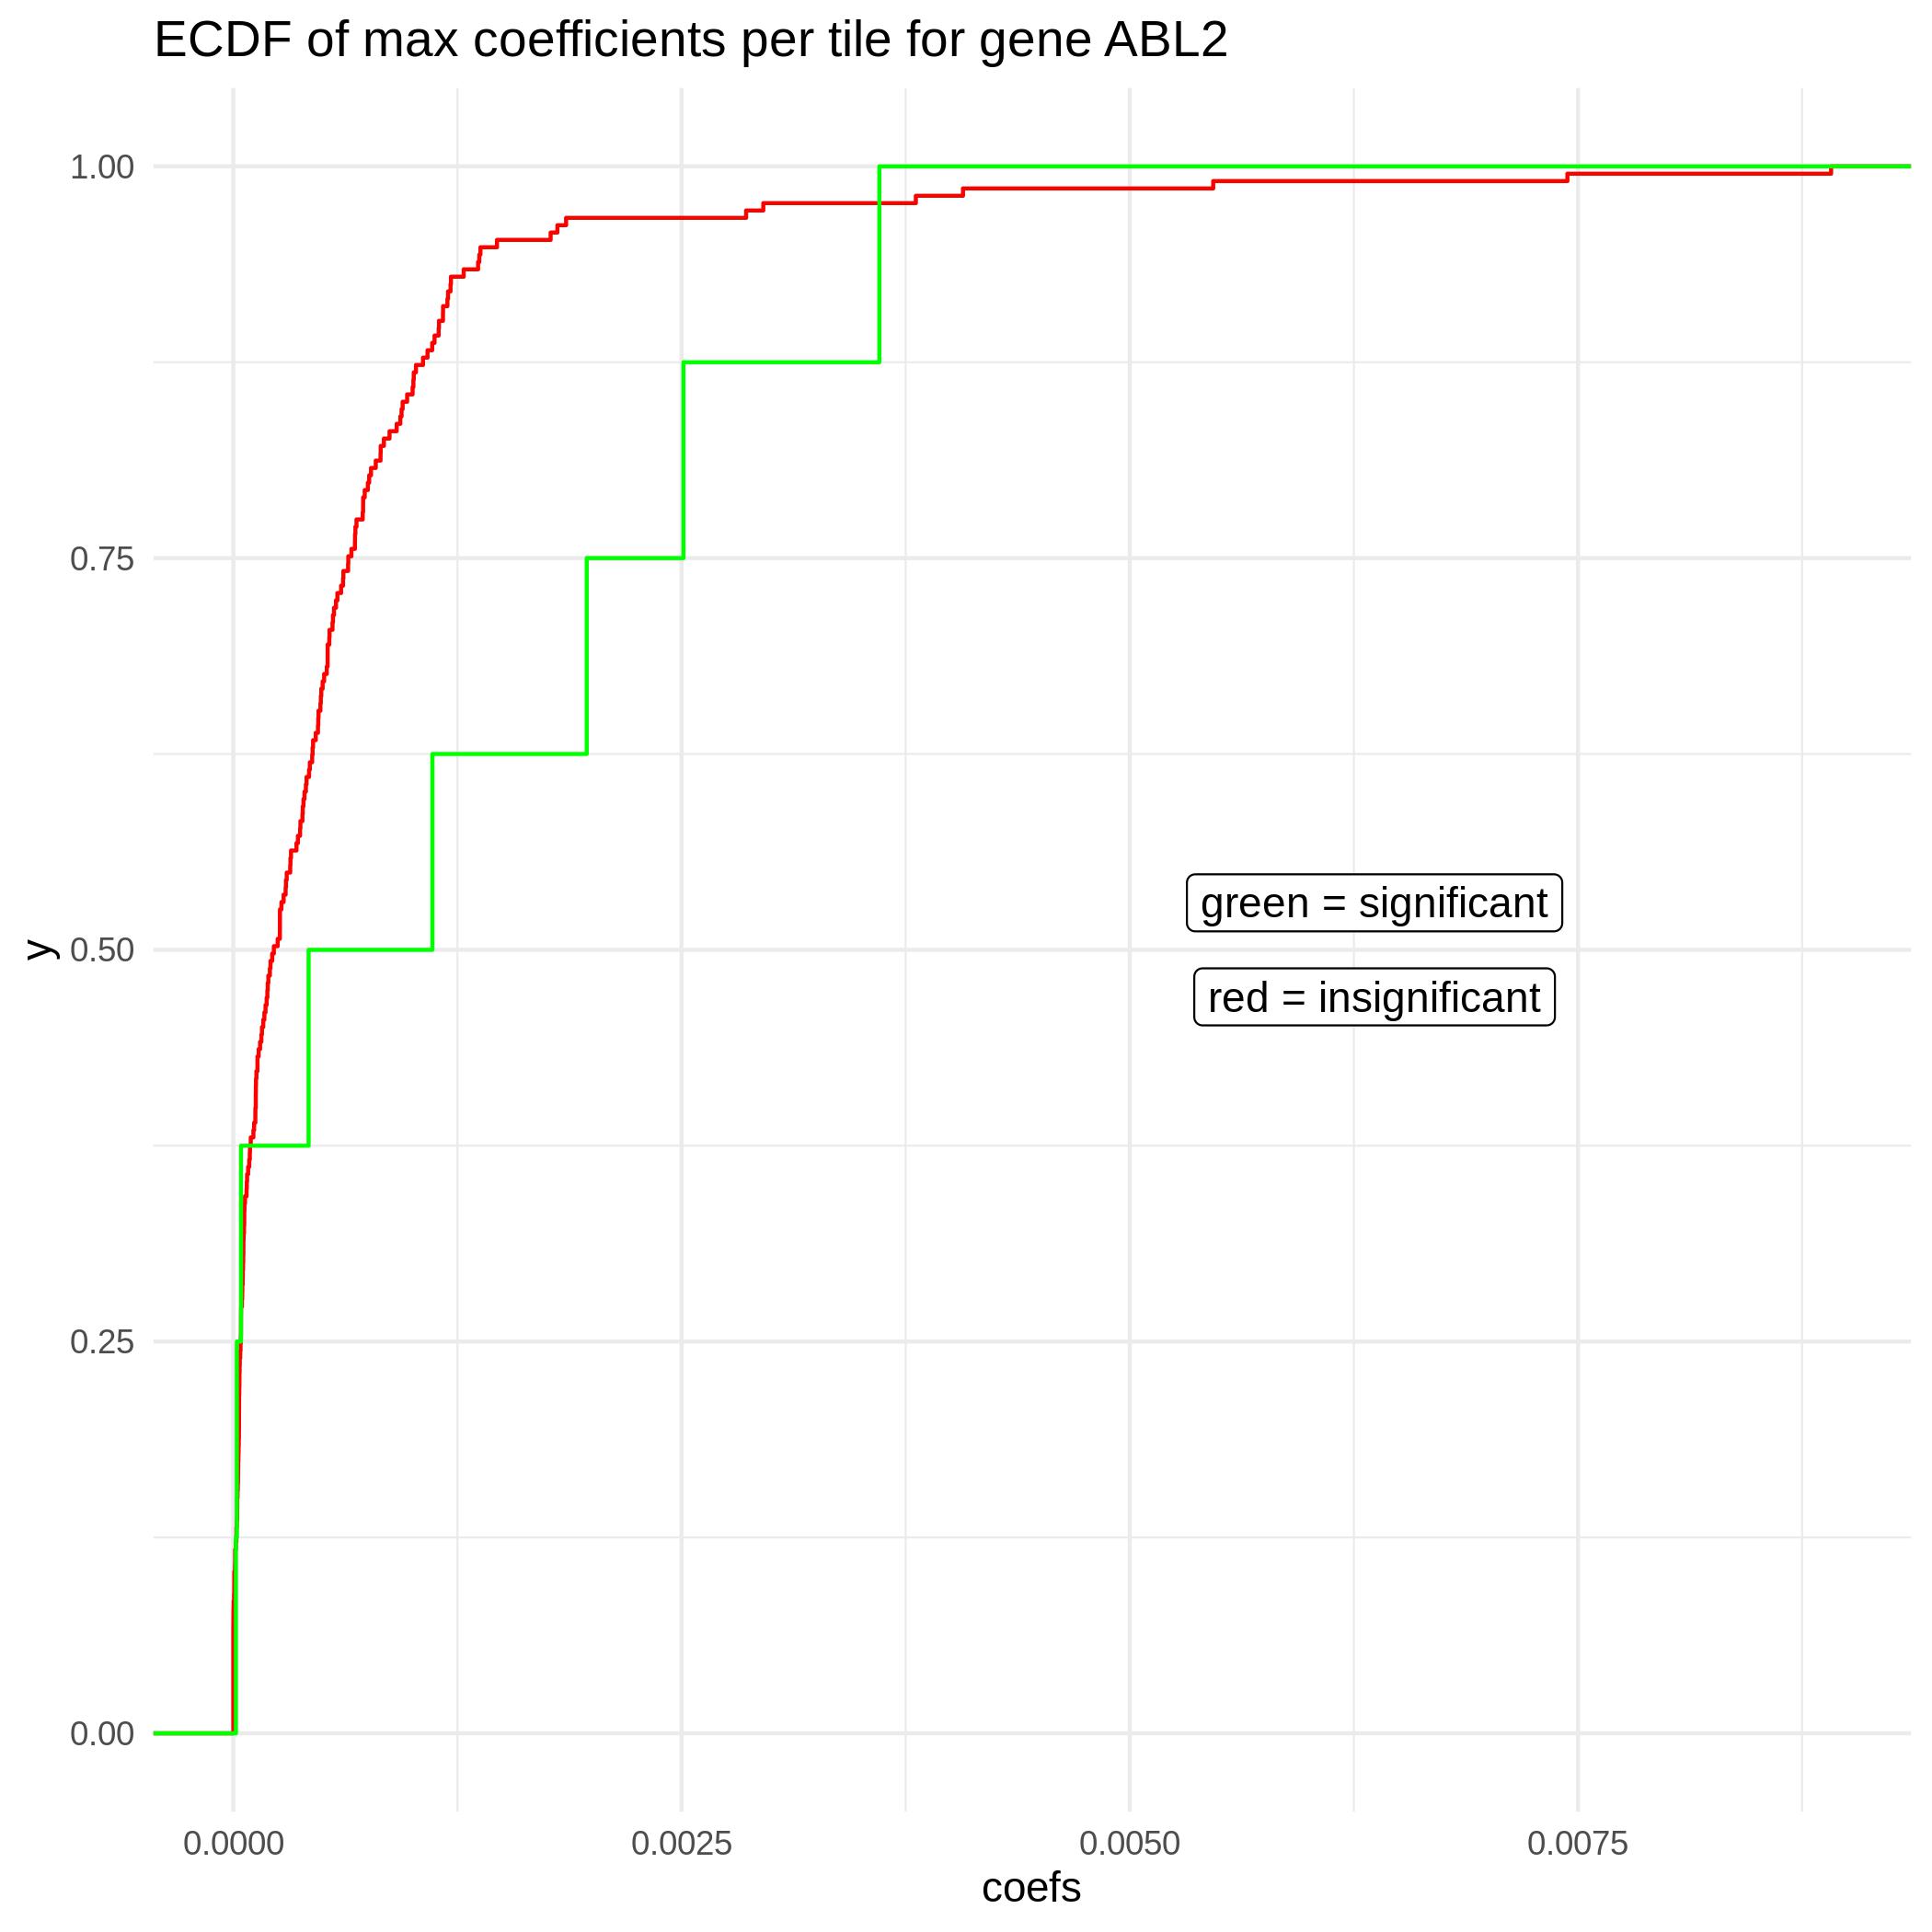 ECDF of max coefficients per tile for gene ABL2
1.00
0.75
0.50
0.25
0.00
y
green = significant
red = insignificant
0.0000
0.0025
0.0050
0.0075
coefs